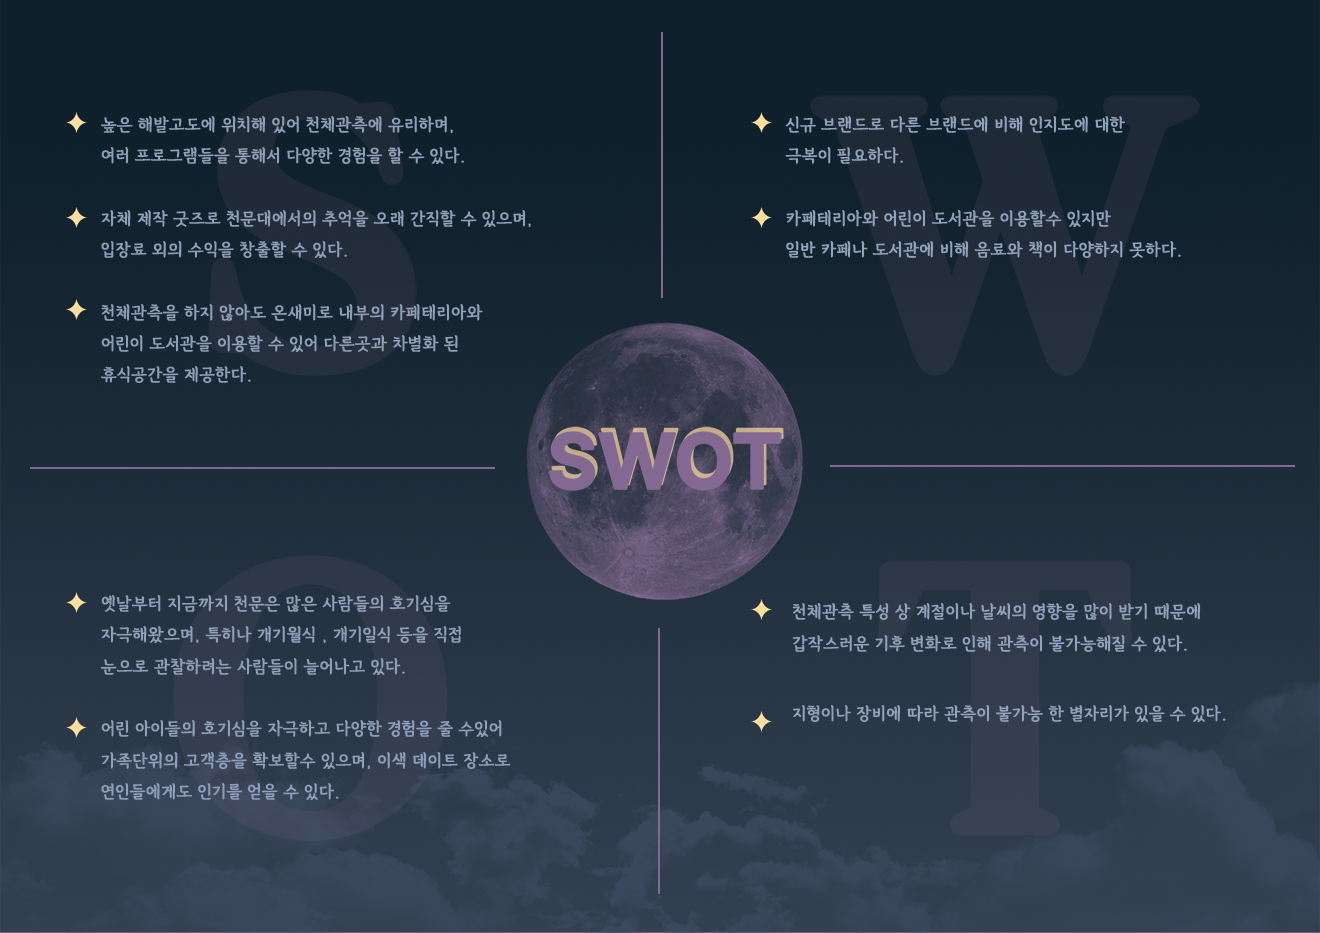 S
높은 해발고도에 위치해 있어 천체관측에 유리하며,
여러 프로그램들을 통해서 다양한 경험을 할 수 있다.
자체 제작 굿즈로 천문대에서의 추억을 오래 간직할 수 있으며,
입장료 외의 수익을 창출할 수 있다.
천체관측을 하지 않아도 온새미로 내부의 카페테리아와
어린이 도서관을 이용할 수 있어 다른곳과 차별화 된
휴식공간을 제공한다.
W
신규 브랜드로 다른 브랜드에 비해 인지도에 대한
극복이 필요하다.
카페테리아와 어린이 도서관을 이용할수 있지만
일반 카페나 도서관에 비해 음료와 책이 다양하지 못하다.
SWOT
O
옛날부터 지금까지 천문은 많은 사람들의 호기심을
자극해왔으며, 특히나 개기월식 , 개기일식 등을 직접
눈으로 관찰하려는 사람들이 늘어나고 있다.
어린 아이들의 호기심을 자극하고 다양한 경험을 줄 수있어
가족단위의 고객층을 확보할수 있으며, 이색 데이트 장소로
연인들에게도 인기를 얻을 수 있다.
T
천체관측 특성 상 계절이나 날씨의 영향을 많이 받기 때문에
갑작스러운 기후 변화로 인해 관측이 불가능해질 수 있다.
지형이나 장비에 따라 관측이 불가능 한 별자리가 있을 수 있다.